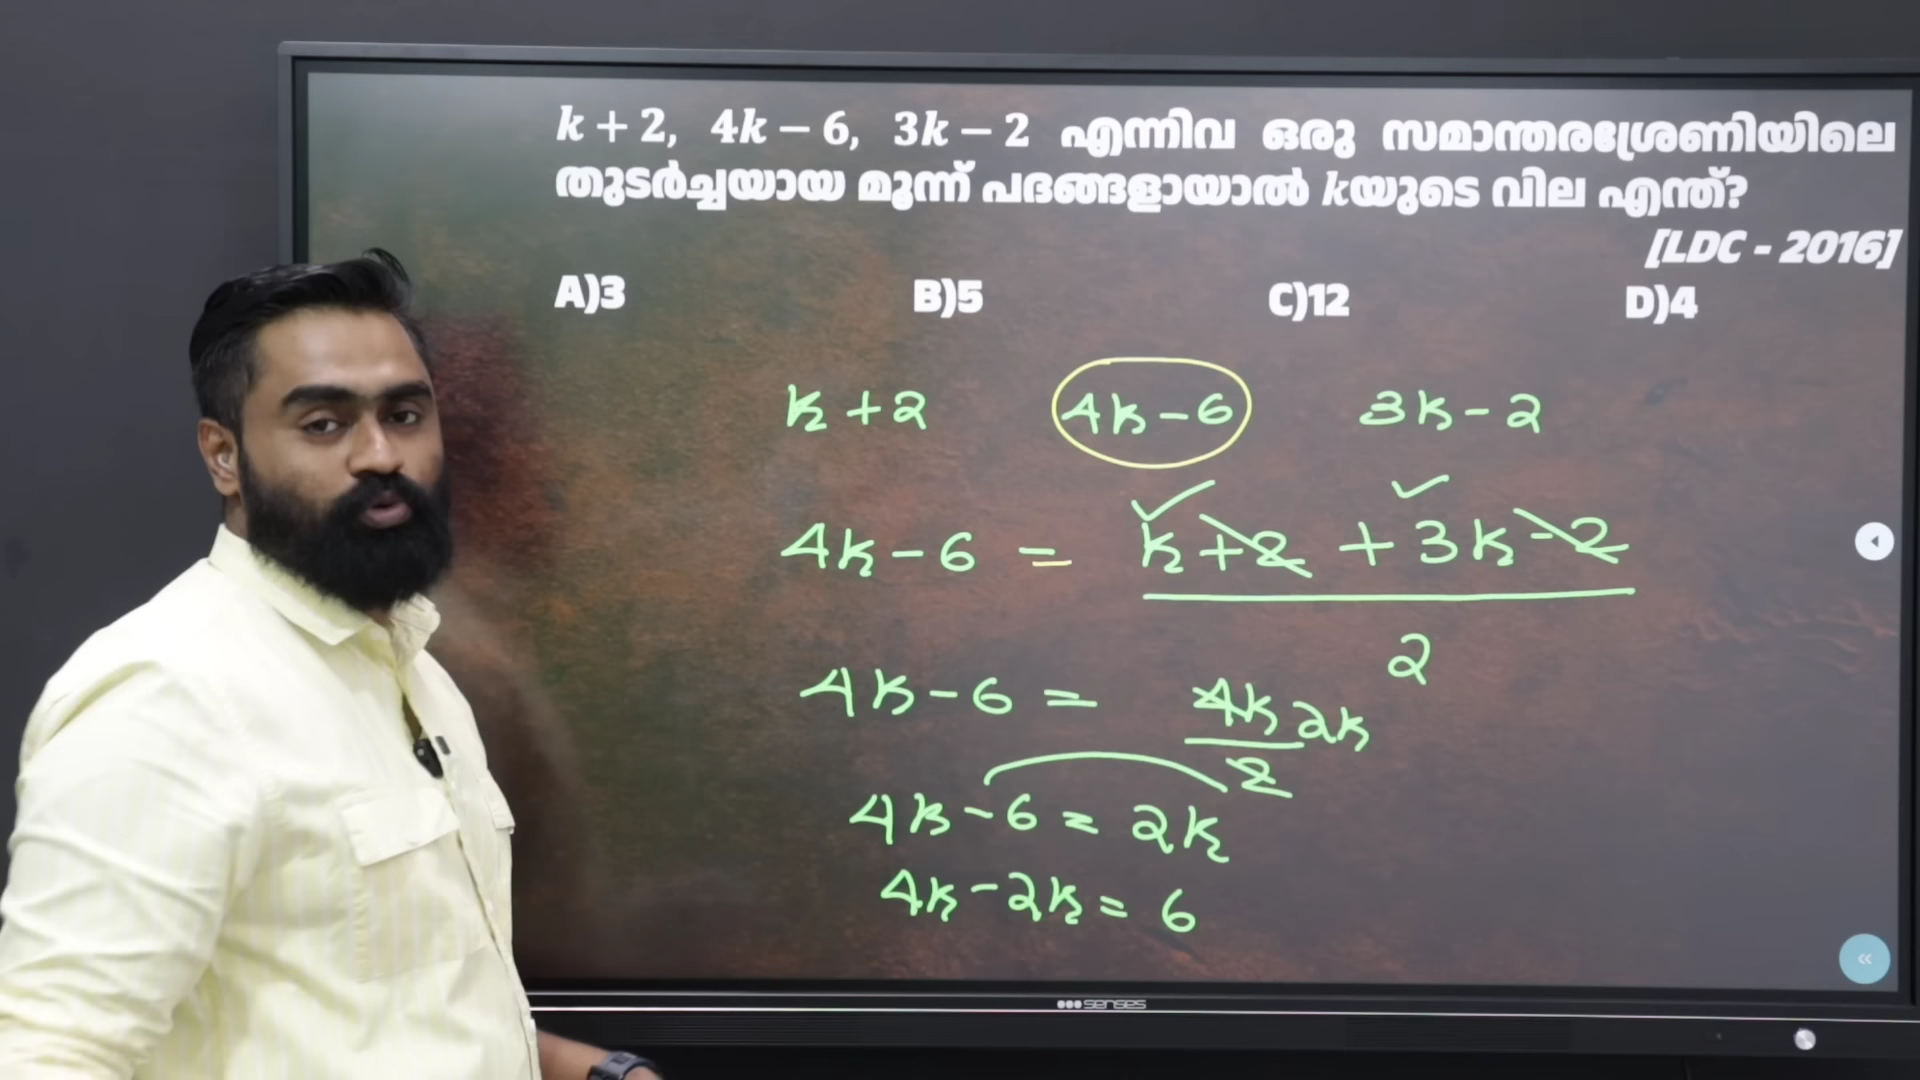 k + 2, 4k – 6, 3k – 2 എന്നിവ ഒരു സമാന്തരശ്രേണിയിലെ
തുടർച്ചയായ മൂന്ന് പദങ്ങളായാൽ kയുടെ വില എന്ത്?
[LDC - 2016]
A)3 B)5 C)12 D)4
k + 2 4k – 6 3k – 2
4k – 6 = k + 2 + 3k – 2
2
4k – 6 = 4k 2k
2
4k – 6 = 2k
4k – 2k = 6
senses